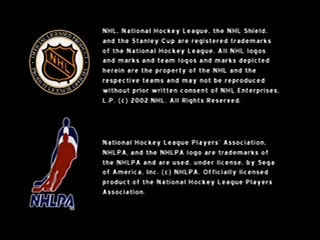 OFFICIAL LICENSED PRODUCT
NHL
NHL, National Hockey League, the NHL Shield,
and the Stanley Cup are registered trademarks
of the National Hockey League. All NHL logos
and marks and team logos and marks depicted
herein are the property of the NHL and the
respective teams and may not be reproduced
without prior written consent of NHL Enterprises,
L.P. (c) 2002 NHL. All Rights Reserved.
National Hockey League Players' Association,
NHLPA, and the NHLPA logo are trademarks of
the NHLPA and are used, under license, by Sega
of America, Inc. (c) NHLPA. Officially licensed
product of the National Hockey League Players
Association.
NHLPA